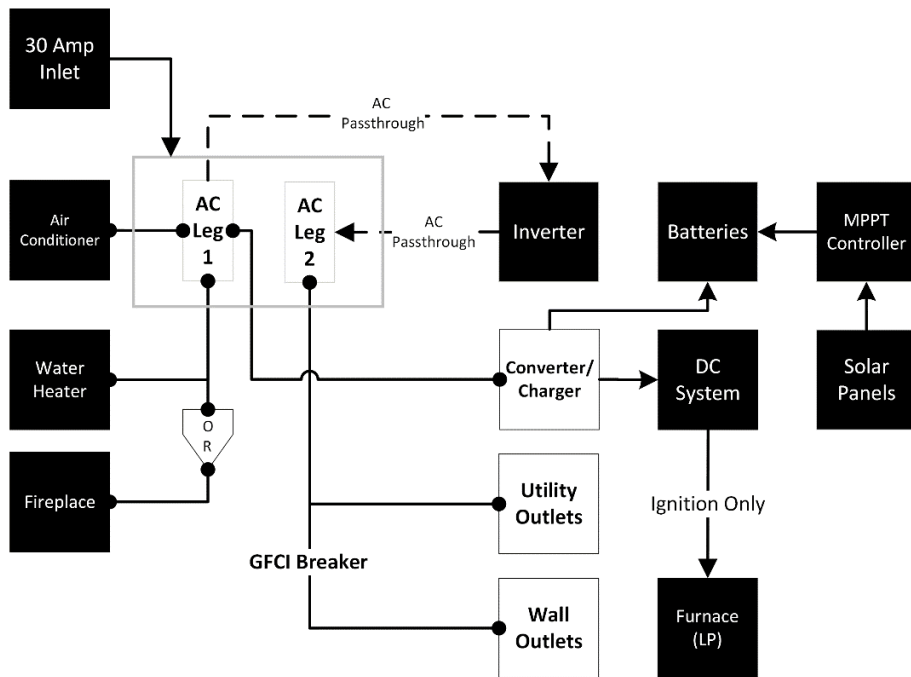 30 Amp
Inlet
AC
Passthrough
Air
Conditioner
AC
Leg
1
AC
Leg
2
AC
Passthrough
Inverter
Batteries
MPPT
Controller
Water
Heater
O
R
Converter/
Charger
DC
System
Solar
Panels
Fireplace
Utility
Outlets
Ignition Only
GFCI Breaker
Wall
Outlets
Furnace
(LP)